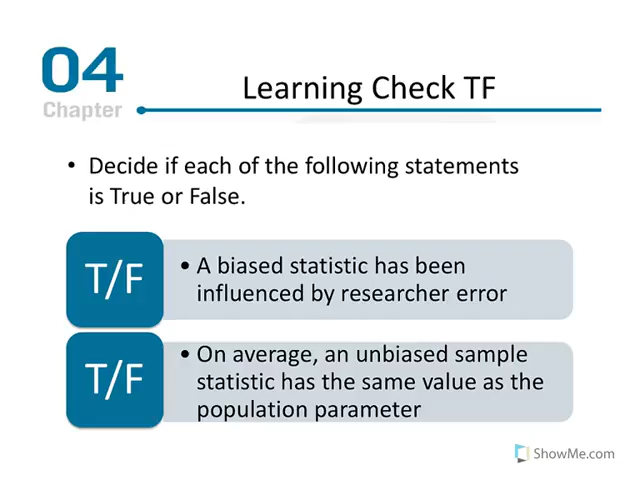 04
Chapter
Learning Check TF
• Decide if each of the following statements
is True or False.
T/F
• A biased statistic has been
influenced by researcher error
T/F
• On average, an unbiased sample
statistic has the same value as the
population parameter
ShowMe.com